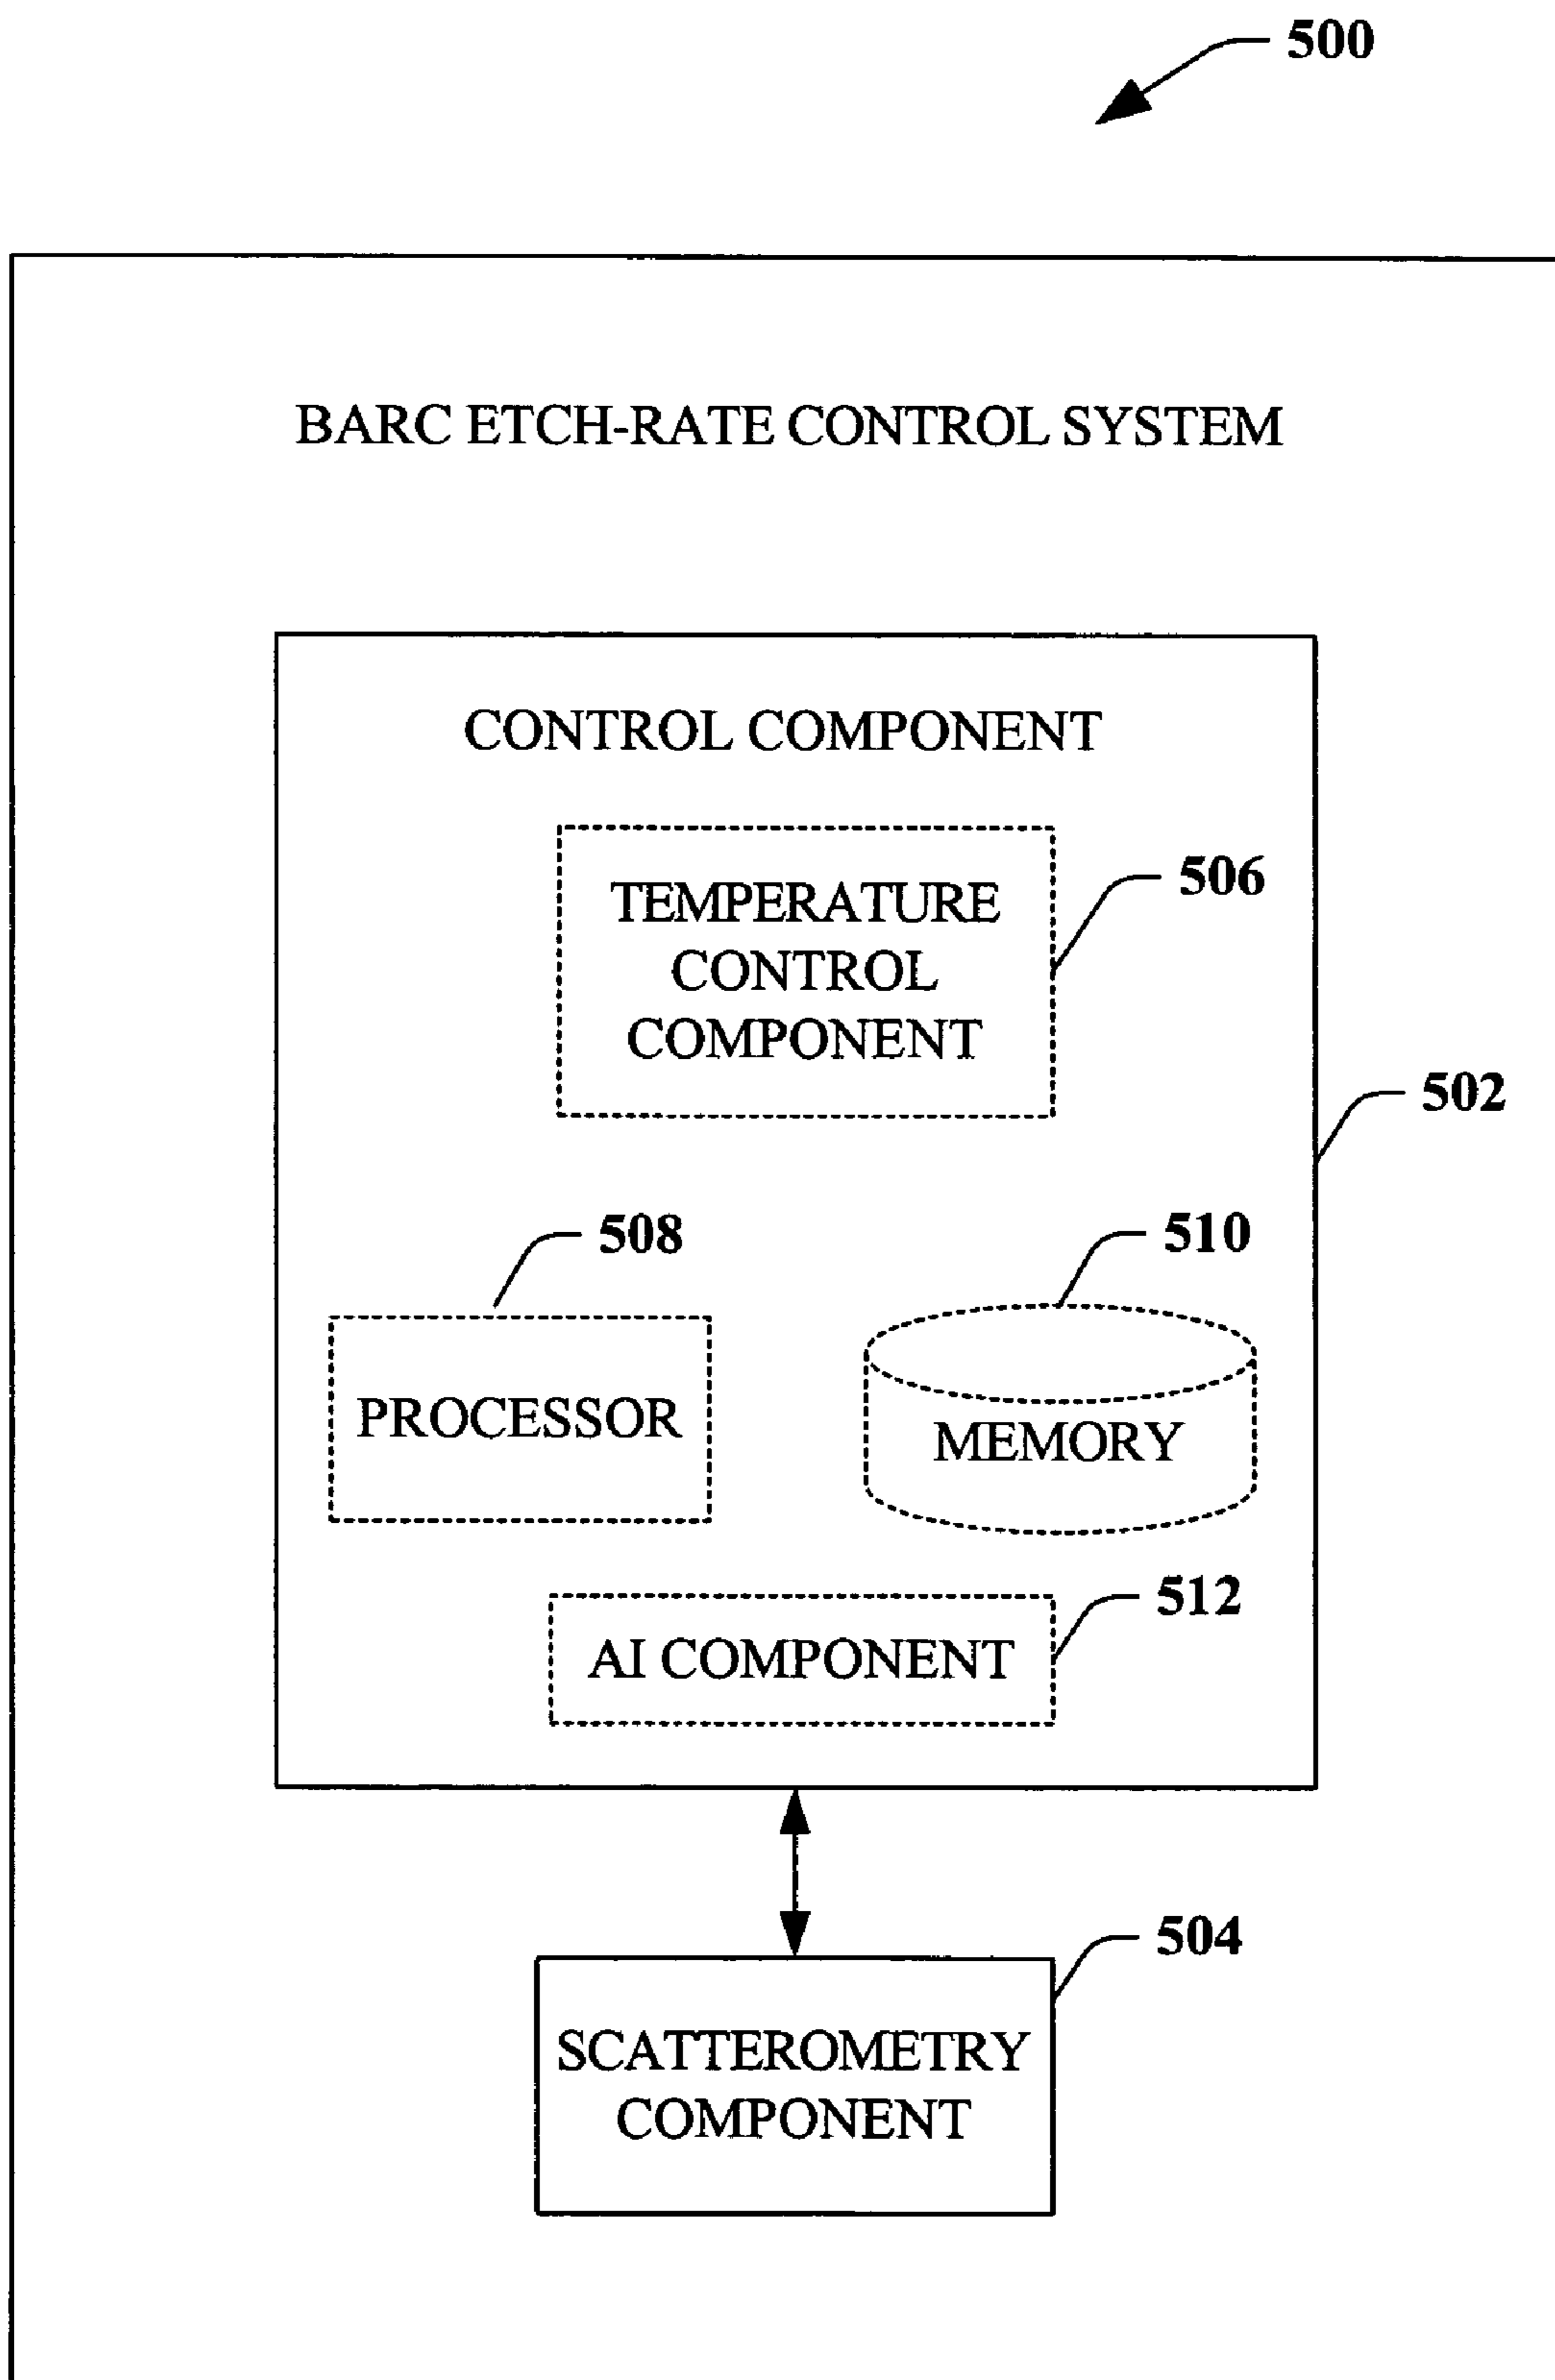 500
BARC ETCH-RATE CONTROL SYSTEM
CONTROL COMPONENT
TEMPERATURE
CONTROL
COMPONENT
506
502
508
510
PROCESSOR
MEMORY
512
AI COMPONENT
504
SCATTEROMETRY
COMPONENT